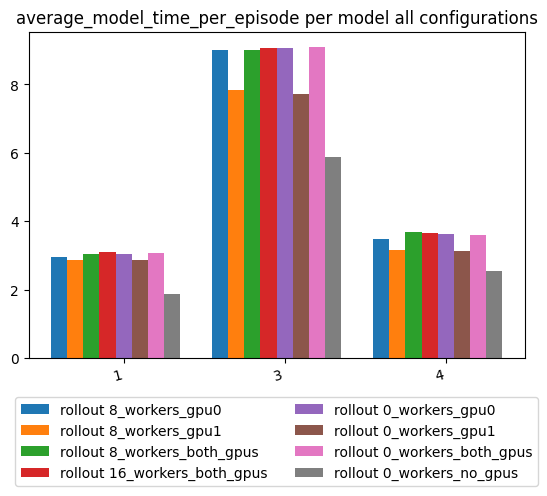 average_model_time_per_episode per model all configurations
8
6
4
2
0
1
3
4
rollout 8_workers_gpu0
rollout 8_workers_gpu1
rollout 8_workers_both_gpus
rollout 16_workers_both_gpus
rollout 0_workers_gpu0
rollout 0_workers_gpu1
rollout 0_workers_both_gpus
rollout 0_workers_no_gpus